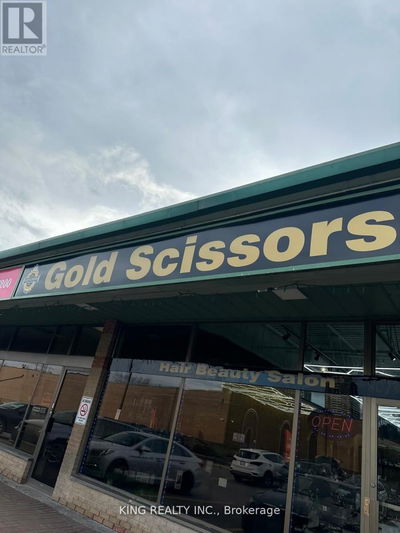 R
REALTOR®
Gold Scissors
Hair Beauty Salon
OPEN
KING REALTY INC., Brokerage